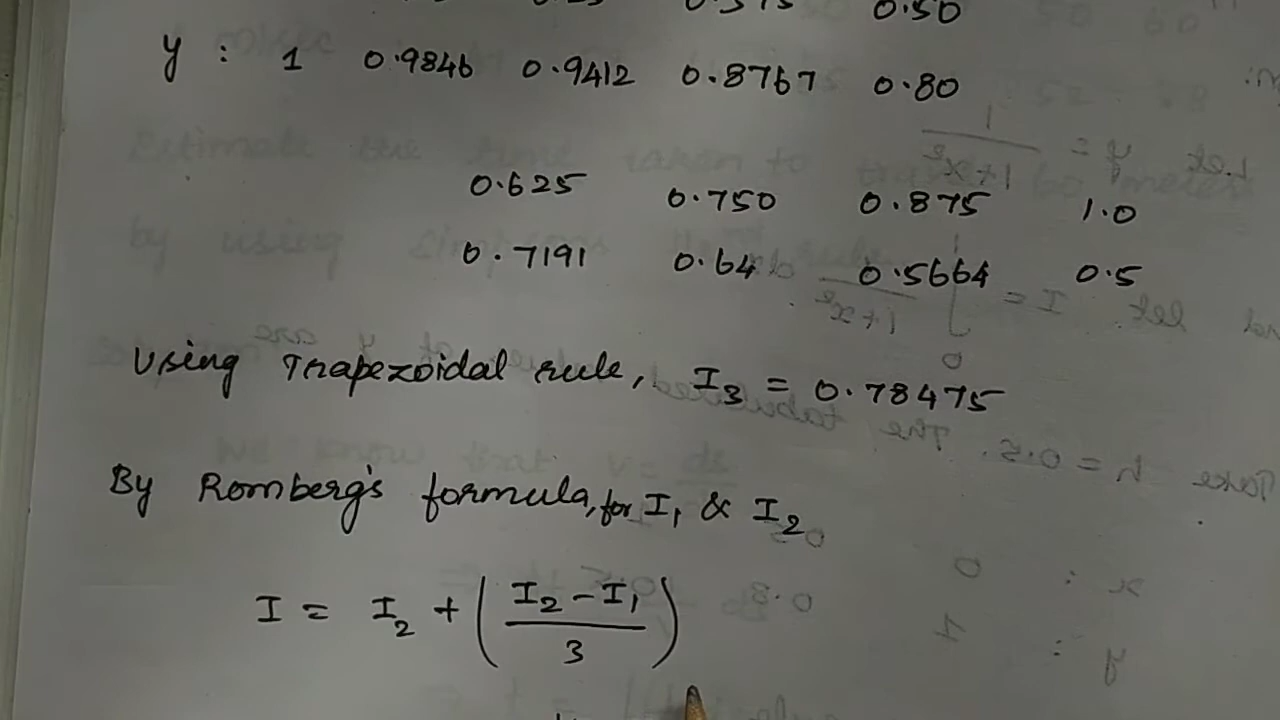 0.50
y : 1 0.9846 0.9412 0.8767 0.80
0.625 0.750 0.875 1.0
0.7191 0.64 0.5664 0.5
Using Trapezoidal rule, I₃ = 0.78475
By Romberg's formula, for I₁ & I₂
I = I₂ + ( (I₂ - I₁) / 3 )